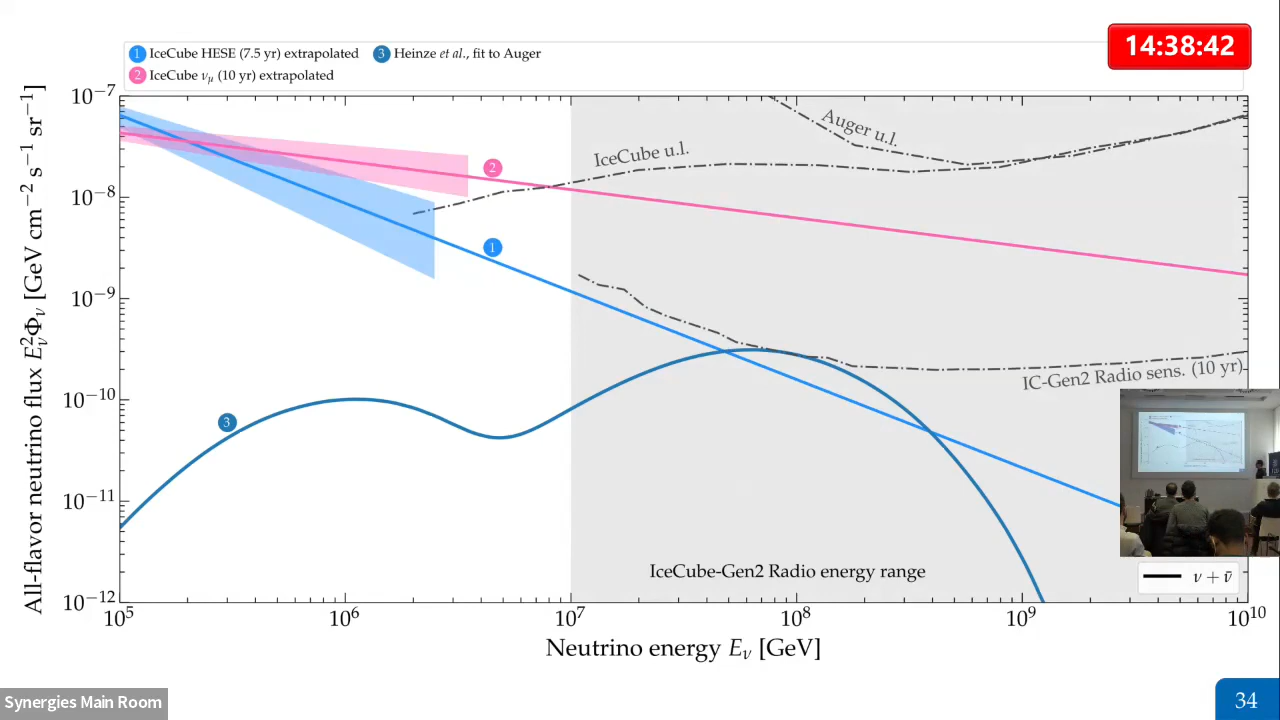 14:38:42
1 IceCube HESE (7.5 yr) extrapolated 3 Heinze et al., fit to Auger
2 IceCube νμ (10 yr) extrapolated
All-flavor neutrino flux E²νΦν [GeV cm⁻² s⁻¹ sr⁻¹]
10⁻⁷
10⁻⁸
10⁻⁹
10⁻¹⁰
10⁻¹¹
10⁻¹²
Auger u.l.
IceCube u.l.
2
1
IC-Gen2 Radio sens. (10 yr)
3
IceCube-Gen2 Radio energy range
ν + ν̄
10⁵ 10⁶ 10⁷ 10⁸ 10⁹ 10¹⁰
Neutrino energy Eν [GeV]
Synergies Main Room
34